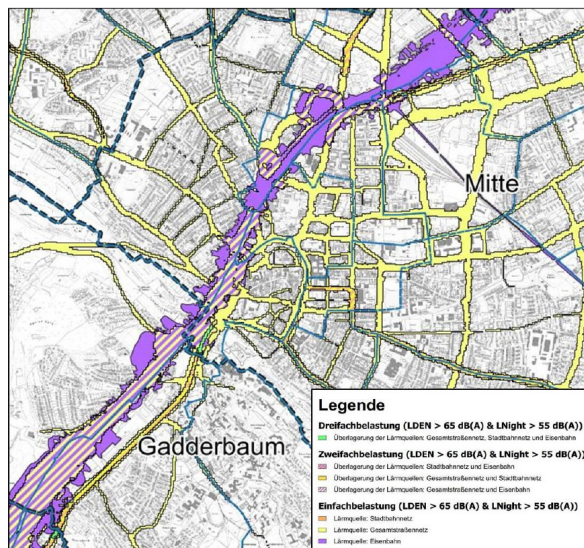 Mitte
Gadderbaum
Legende
Dreifachbelastung (LDEN > 65 dB(A) & LNight > 55 dB(A))
Überlagerung der Lärmquellen: Gesamtstraßennetz, Stadtbahnnetz und Eisenbahn
Zweifachbelastung (LDEN > 65 dB(A) & LNight > 55 dB(A))
Überlagerung der Lärmquellen: Stadtbahnnetz und Eisenbahn
Überlagerung der Lärmquellen: Gesamtstraßennetz und Stadtbahnnetz
Überlagerung der Lärmquellen: Gesamtstraßennetz und Eisenbahn
Einfachbelastung (LDEN > 65 dB(A) & LNight > 55 dB(A))
Lärmquelle: Stadtbahnnetz
Lärmquelle: Gesamtstraßennetz
Lärmquelle: Eisenbahn